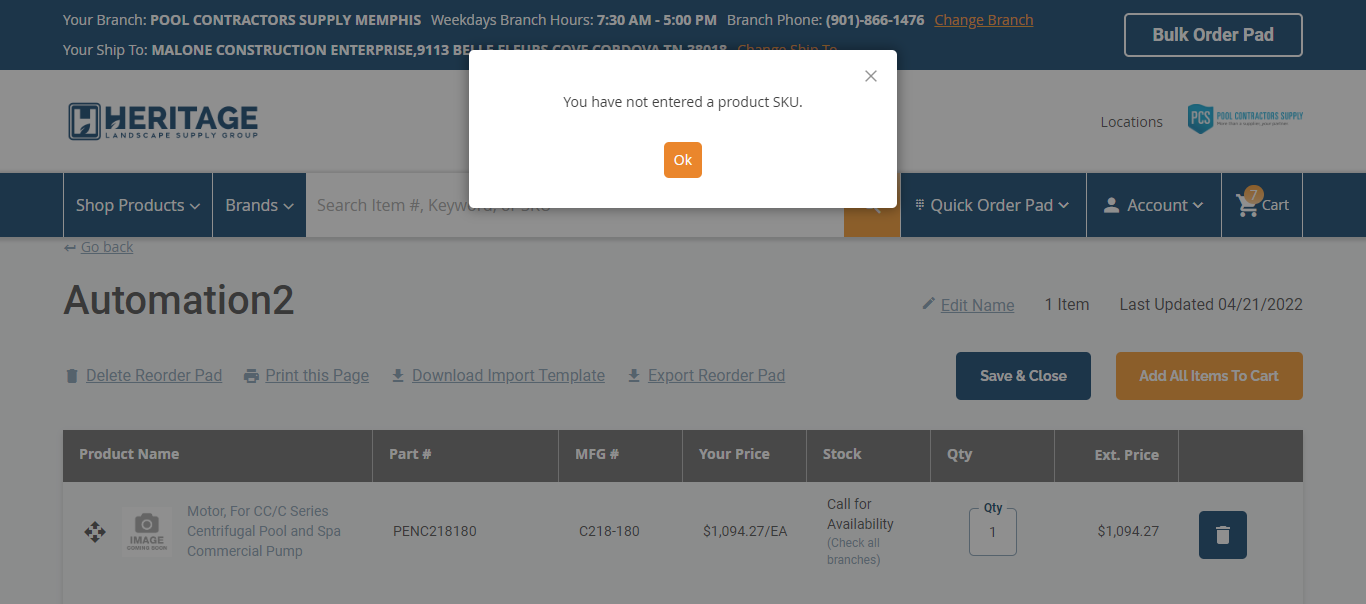 Your Branch: POOL CONTRACTORS SUPPLY MEMPHIS Weekdays Branch Hours: 7:30 AM - 5:00 PM Branch Phone: (901)-866-1476 Change Branch
Your Ship To: MALONE CONSTRUCTION ENTERPRISE,9113 BELLE FLEURS COVE CORDOVA TN 38018 Change Ship To
Bulk Order Pad
You have not entered a product SKU.
Ok
HERITAGE
LANDSCAPE SUPPLY GROUP
Locations
PCS POOL CONTRACTORS SUPPLY
Shop Products
Brands
Search Item #, Keyword, or SKU
Quick Order Pad
Account
7
Cart
Go back
Automation2
Edit Name
1 Item
Last Updated 04/21/2022
Delete Reorder Pad
Print this Page
Download Import Template
Export Reorder Pad
Save & Close
Add All Items To Cart
Product Name Part # MFG # Your Price Stock Qty Ext. Price
IMAGE
COMING SOON
Motor, For CC/C Series
Centrifugal Pool and Spa
Commercial Pump
PENC218180
C218-180
$1,094.27/EA
Call for
Availability
(Check all
branches)
Qty
1
$1,094.27